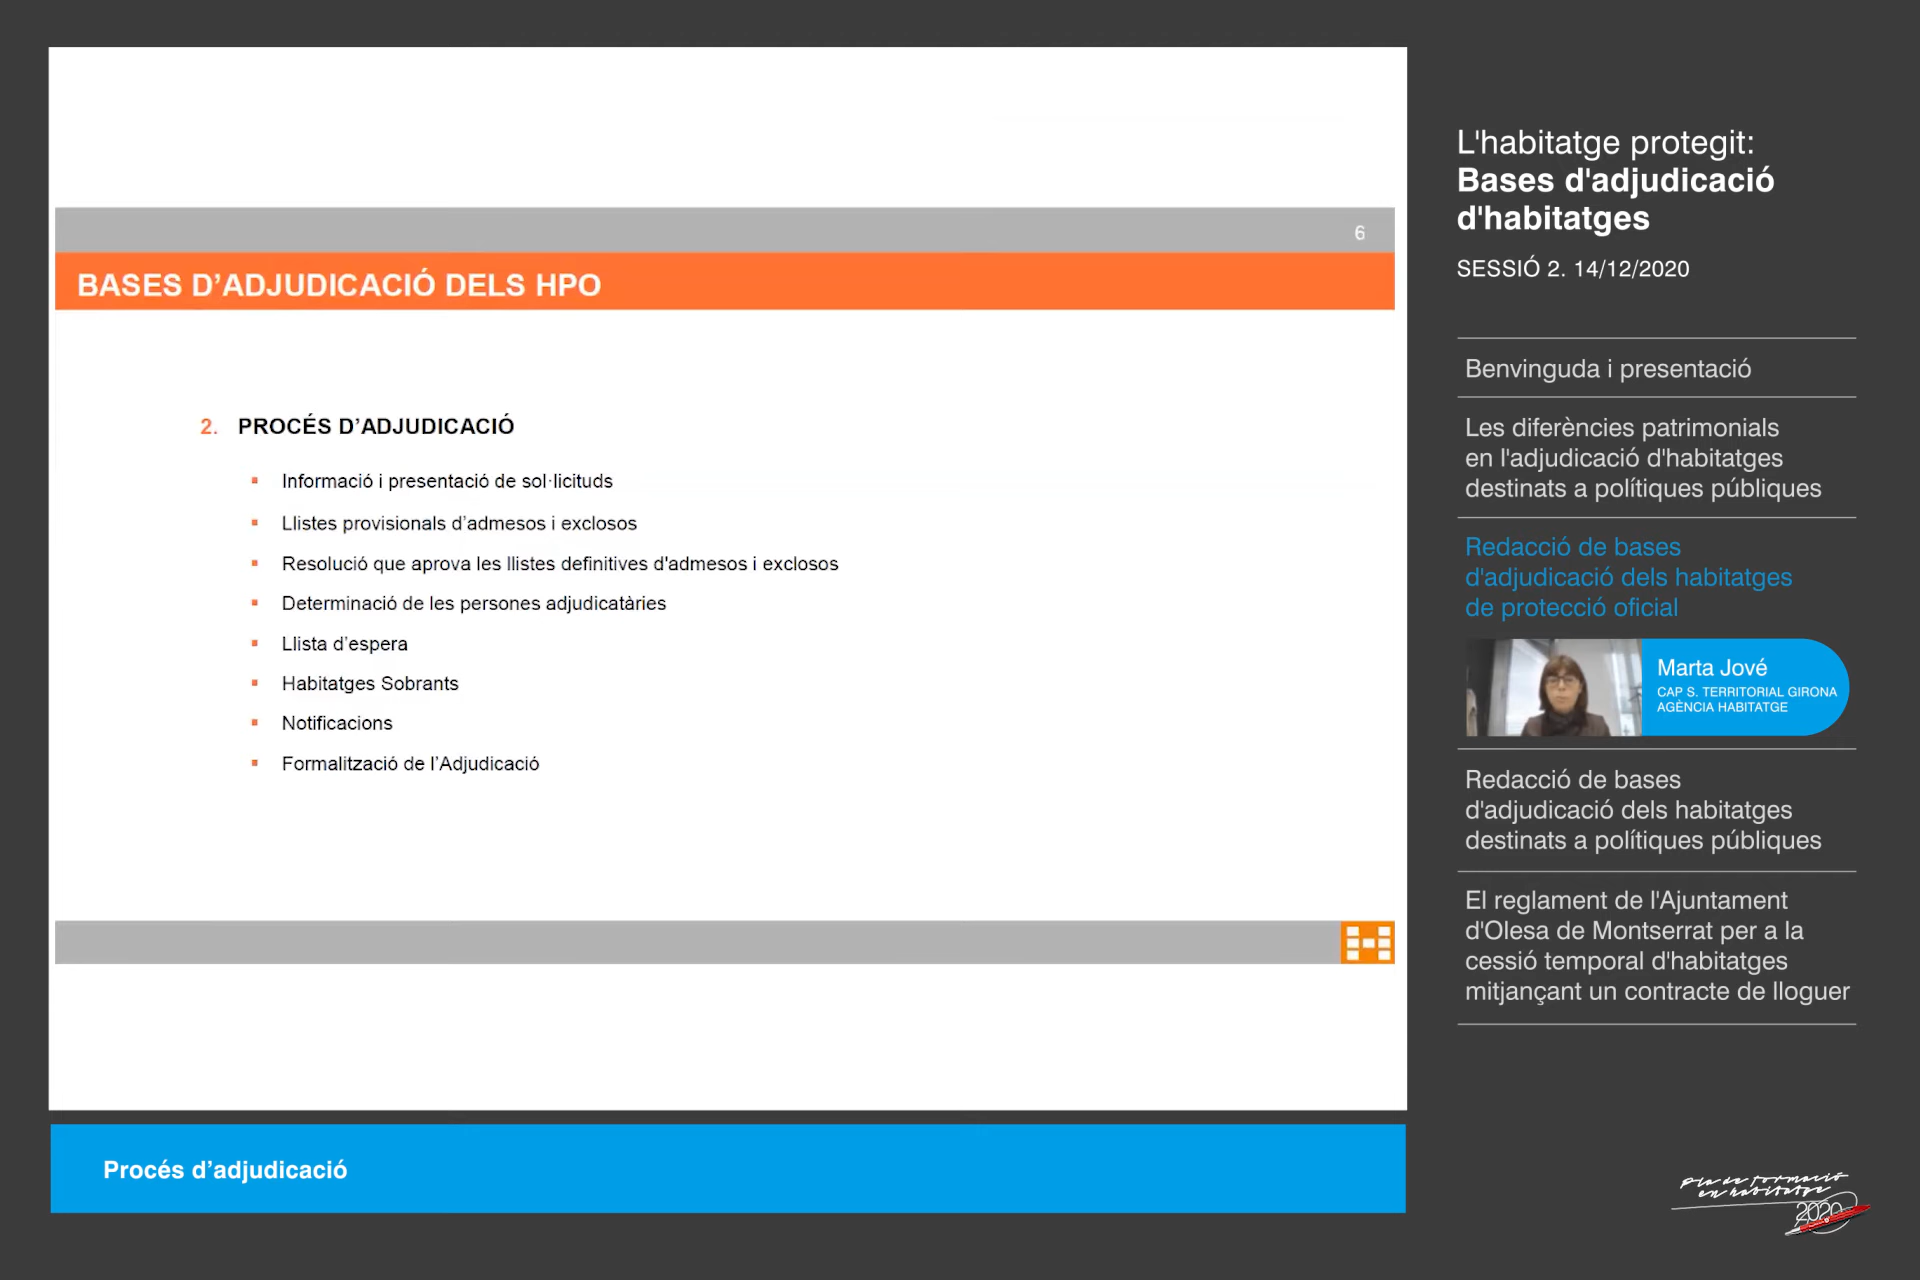 6
BASES D’ADJUDICACIÓ DELS HPO
2. PROCÉS D’ADJUDICACIÓ
Informació i presentació de sol·licituds
Llistes provisionals d’admesos i exclosos
Resolució que aprova les llistes definitives d'admesos i exclosos
Determinació de les persones adjudicatàries
Llista d’espera
Habitatges Sobrants
Notificacions
Formalització de l’Adjudicació
Procés d’adjudicació
L'habitatge protegit:
Bases d'adjudicació
d'habitatges
SESSIÓ 2. 14/12/2020
Benvinguda i presentació
Les diferències patrimonials
en l'adjudicació d'habitatges
destinats a polítiques públiques
Redacció de bases
d'adjudicació dels habitatges
de protecció oficial
Marta Jové
CAP S. TERRITORIAL GIRONA
AGÈNCIA HABITATGE
Redacció de bases
d'adjudicació dels habitatges
destinats a polítiques públiques
El reglament de l'Ajuntament
d'Olesa de Montserrat per a la
cessió temporal d'habitatges
mitjançant un contracte de lloguer
pla de formació
en habitatge
2020